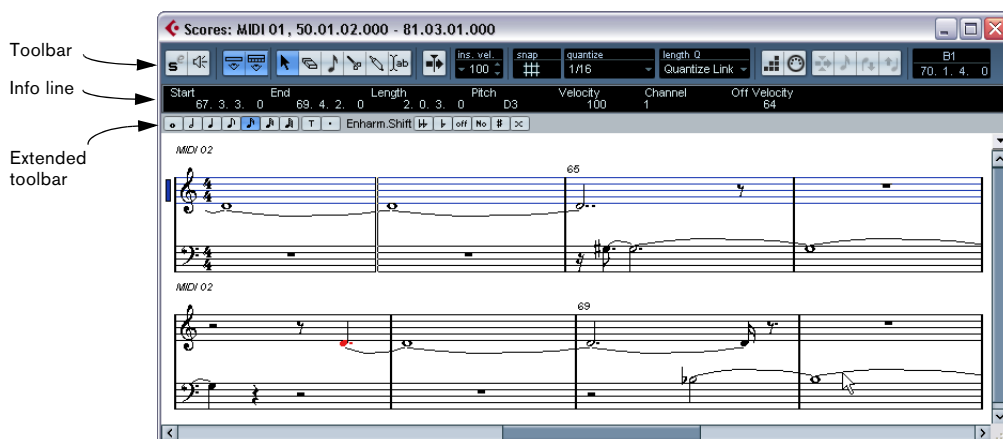 Scores: MIDI 01, 50.01.02.000 - 81.03.01.000
Toolbar
ins. vel. snap quantize length Q B1
100 1/16 Quantize Link 70. 1. 4. 0
Info line
Start End Length Pitch Velocity Channel Off Velocity
67. 3. 3. 0 69. 4. 2. 0 2. 0. 3. 0 D3 100 1 64
Extended
toolbar
T Enharm.Shift off No #
MIDI 02
65
MIDI 02
69